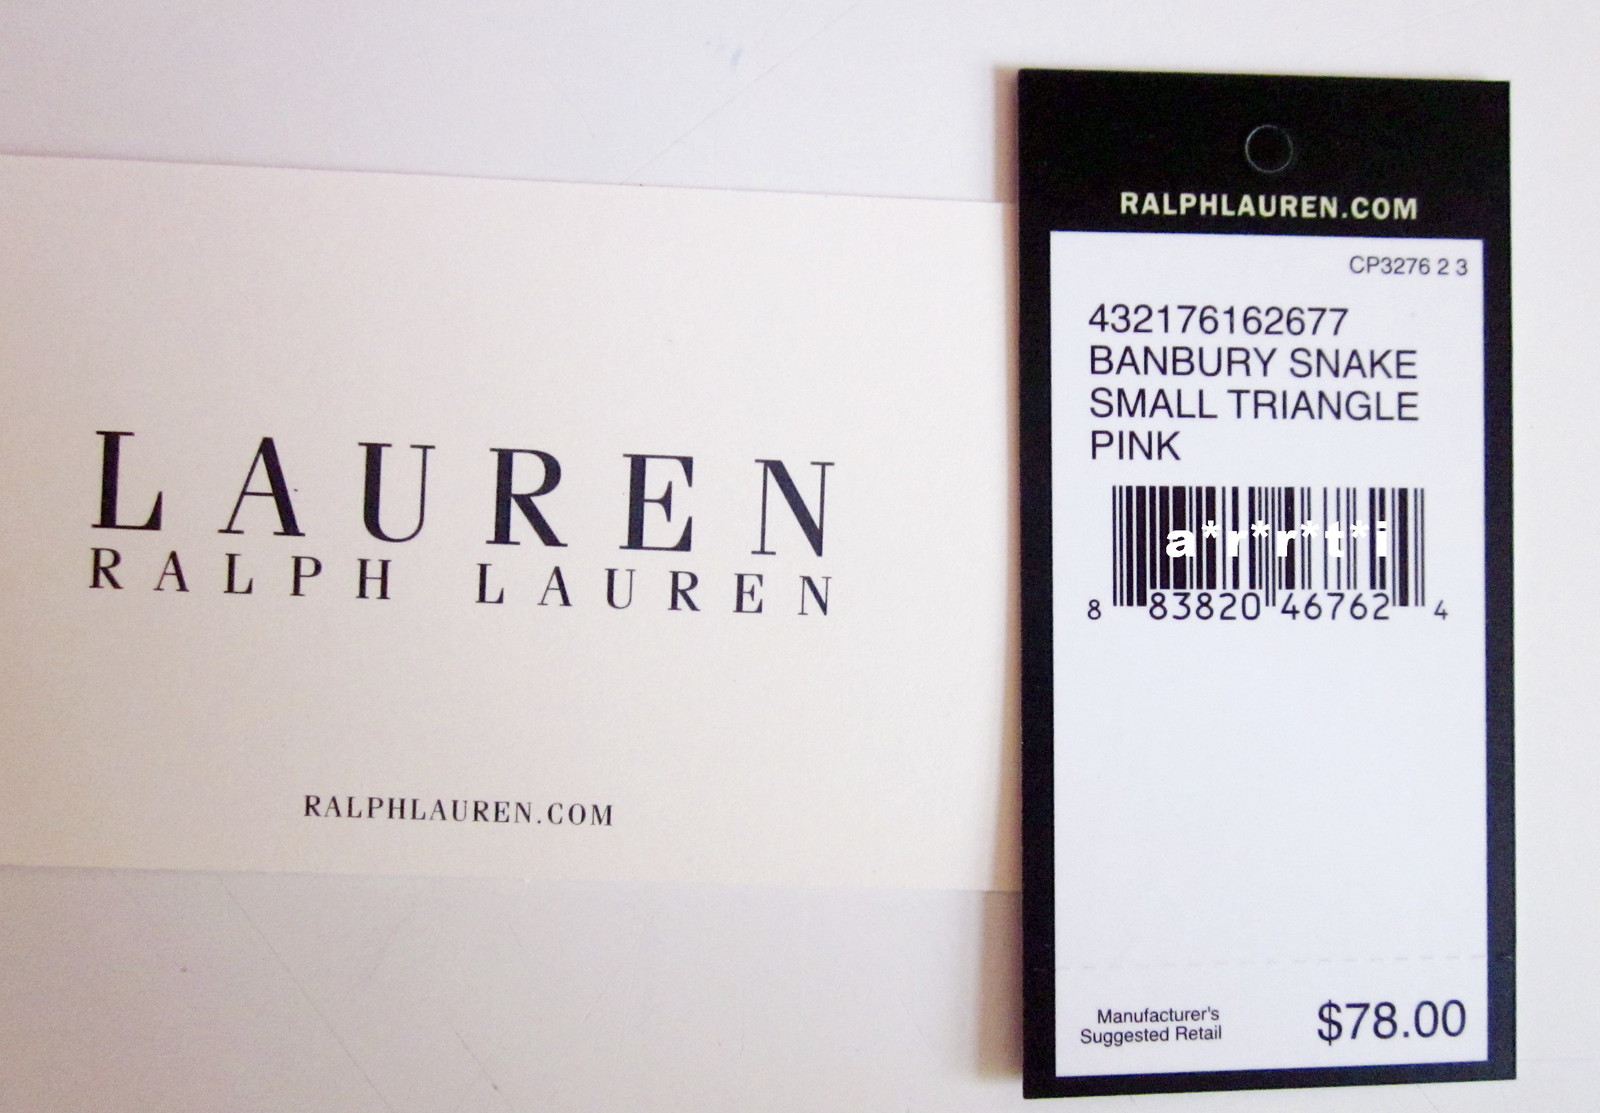 LAUREN
RALPH LAUREN
RALPHLAUREN.COM
RALPHLAUREN.COM
CP3276 2 3
432176162677
BANBURY SNAKE
SMALL TRIANGLE
PINK
a*r*r*t*i
8 83820 46762 4
Manufacturer's
Suggested Retail
$78.00